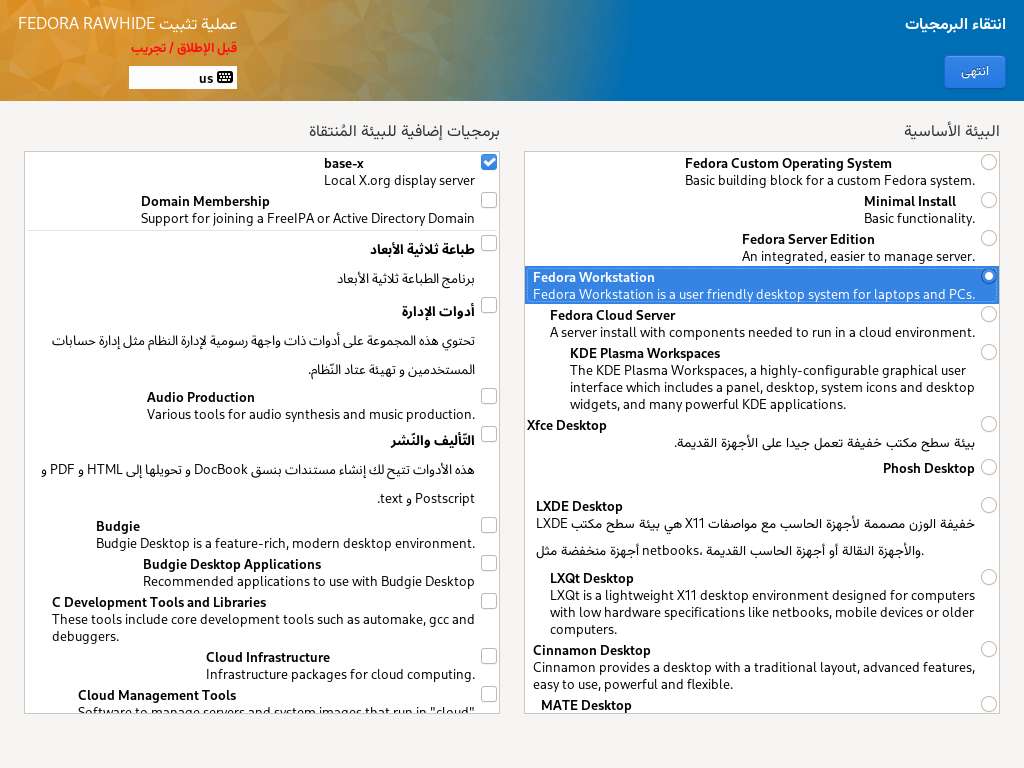 انتقاء البرمجيات
انتهى
عملية تثبيت FEDORA RAWHIDE
قبل الإطلاق / تجريب
us
البيئة الأساسية
Fedora Custom Operating System
Basic building block for a custom Fedora system.
Minimal Install
Basic functionality.
Fedora Server Edition
An integrated, easier to manage server.
Fedora Workstation
Fedora Workstation is a user friendly desktop system for laptops and PCs.
Fedora Cloud Server
A server install with components needed to run in a cloud environment.
KDE Plasma Workspaces
The KDE Plasma Workspaces, a highly-configurable graphical user
interface which includes a panel, desktop, system icons and desktop
widgets, and many powerful KDE applications.
Xfce Desktop
بيئة سطح مكتب خفيفة تعمل جيدا على الأجهزة القديمة.
Phosh Desktop
LXDE Desktop
LXDE هي بيئة سطح مكتب X11 خفيفة الوزن مصممة لأجهزة الحاسب مع مواصفات
أجهزة منخفضة مثل netbooks، والأجهزة النقالة أو أجهزة الحاسب القديمة.
LXQt Desktop
LXQt is a lightweight X11 desktop environment designed for computers
with low hardware specifications like netbooks, mobile devices or older
computers.
Cinnamon Desktop
Cinnamon provides a desktop with a traditional layout, advanced features,
easy to use, powerful and flexible.
MATE Desktop
برمجيات إضافية للبيئة المُنتقاة
base-x
Local X.org display server
Domain Membership
Support for joining a FreeIPA or Active Directory Domain
طباعة ثلاثية الأبعاد
برنامج الطباعة ثلاثية الأبعاد
أدوات الإدارة
تحتوي هذه المجموعة على أدوات ذات واجهة رسومية لإدارة النظام مثل إدارة حسابات
المستخدمين و تهيئة عتاد النّظام.
Audio Production
Various tools for audio synthesis and music production.
التّأليف والنّشر
هذه الأدوات تتيح لك إنشاء مستندات بنسق DocBook و تحويلها إلى HTML و PDF و
Postscript و text.
Budgie
Budgie Desktop is a feature-rich, modern desktop environment.
Budgie Desktop Applications
Recommended applications to use with Budgie Desktop
C Development Tools and Libraries
These tools include core development tools such as automake, gcc and
debuggers.
Cloud Infrastructure
Infrastructure packages for cloud computing.
Cloud Management Tools
Software to manage servers and system images that run in "cloud"